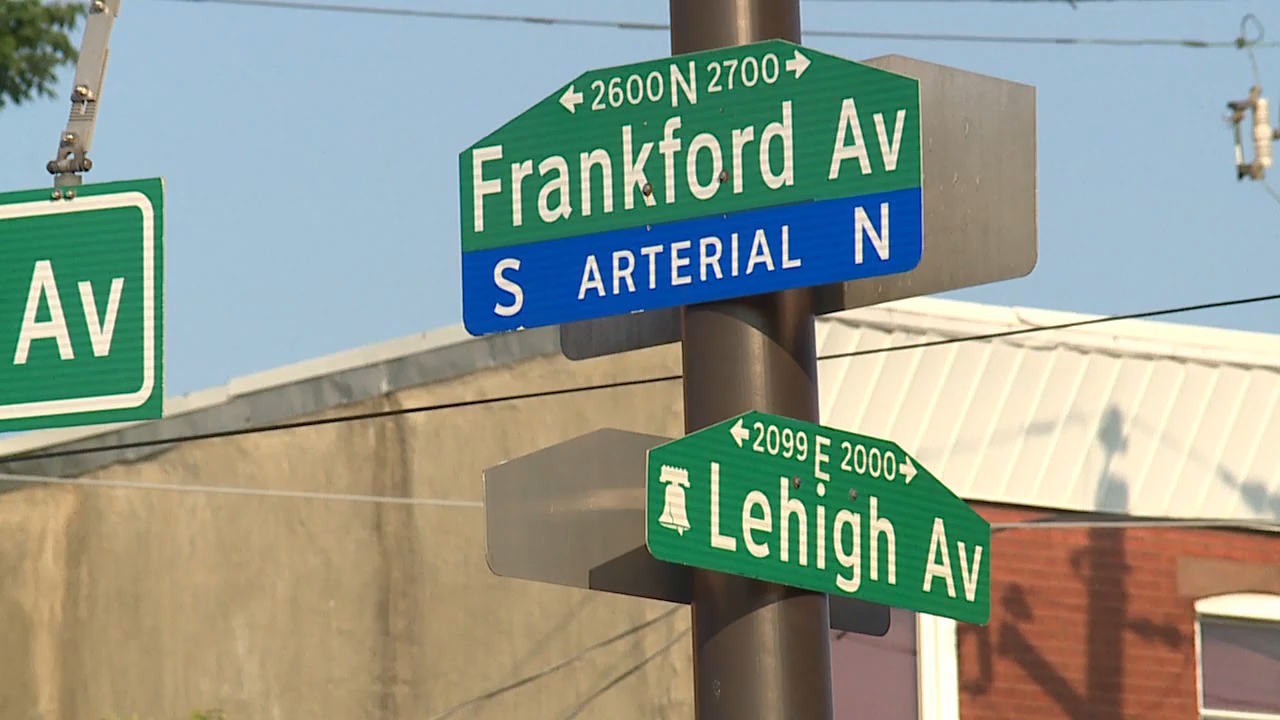 ← 2600 N 2700 →
Frankford Av
S ARTERIAL N
Av
← 2099 E 2000 →
Lehigh Av